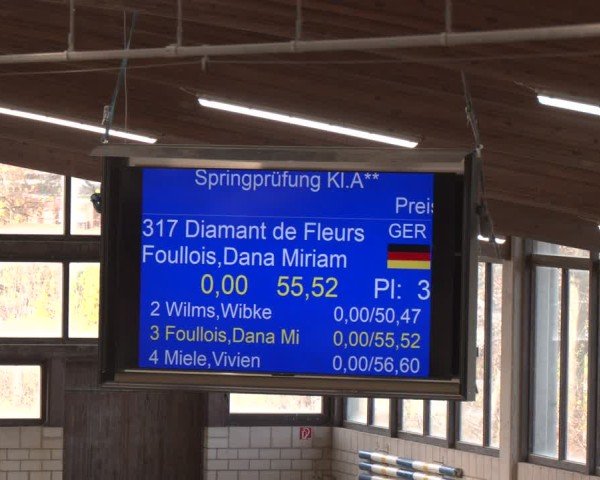 Springprüfung Kl.A**
Preis
317 Diamant de Fleurs GER
Foullois,Dana Miriam
0,00 55,52 Pl: 3
2 Wilms,Wibke 0,00/50,47
3 Foullois,Dana Mi 0,00/55,52
4 Miele,Vivien 0,00/56,60